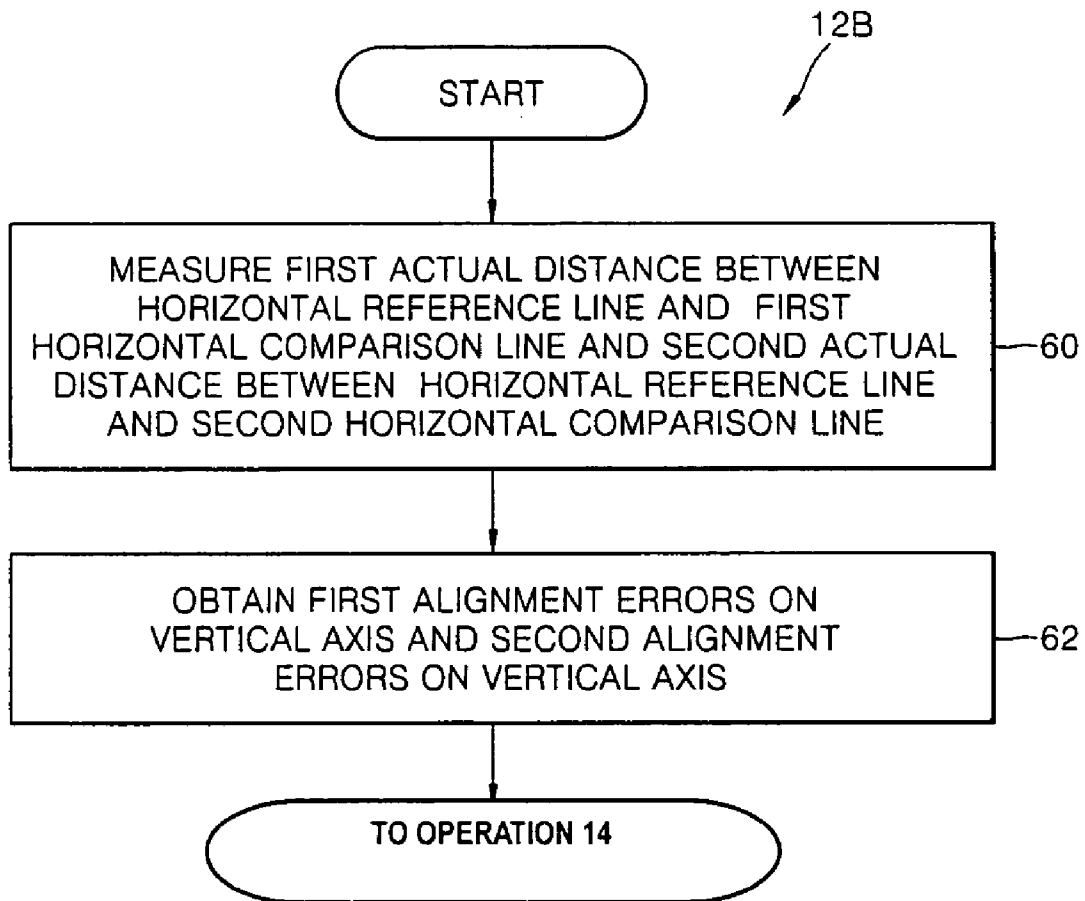 12B
START
MEASURE FIRST ACTUAL DISTANCE BETWEEN
HORIZONTAL REFERENCE LINE AND FIRST
HORIZONTAL COMPARISON LINE AND SECOND ACTUAL
DISTANCE BETWEEN HORIZONTAL REFERENCE LINE
AND SECOND HORIZONTAL COMPARISON LINE
60
OBTAIN FIRST ALIGNMENT ERRORS ON
VERTICAL AXIS AND SECOND ALIGNMENT
ERRORS ON VERTICAL AXIS
62
TO OPERATION 14